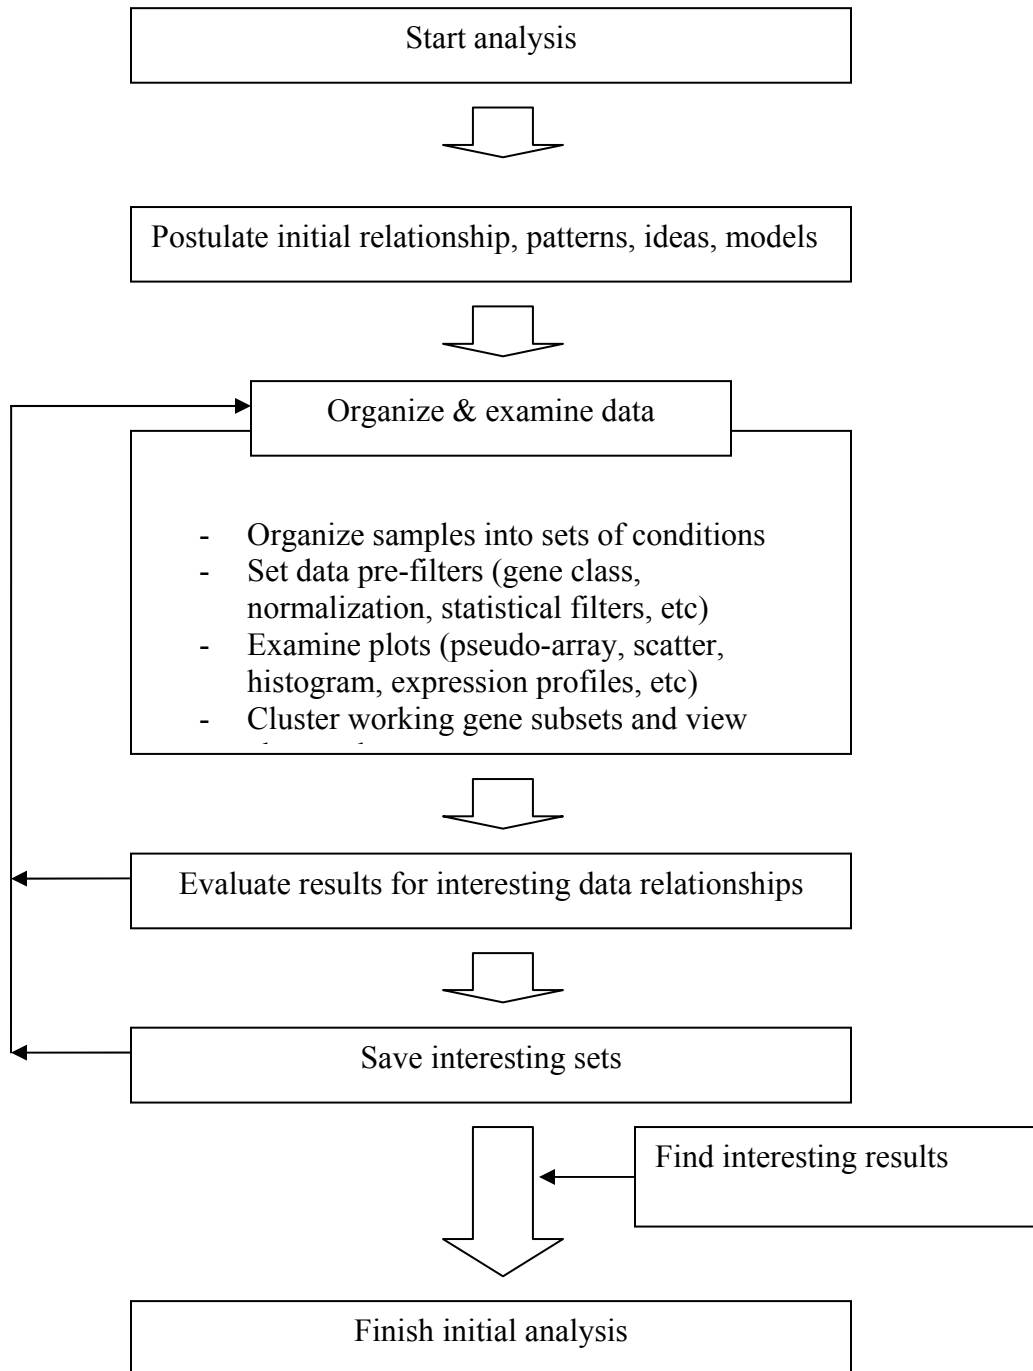 Start analysis
Postulate initial relationship, patterns, ideas, models
Organize & examine data
- Organize samples into sets of conditions
- Set data pre-filters (gene class,
normalization, statistical filters, etc)
- Examine plots (pseudo-array, scatter,
histogram, expression profiles, etc)
- Cluster working gene subsets and view
Evaluate results for interesting data relationships
Save interesting sets
Find interesting results
Finish initial analysis